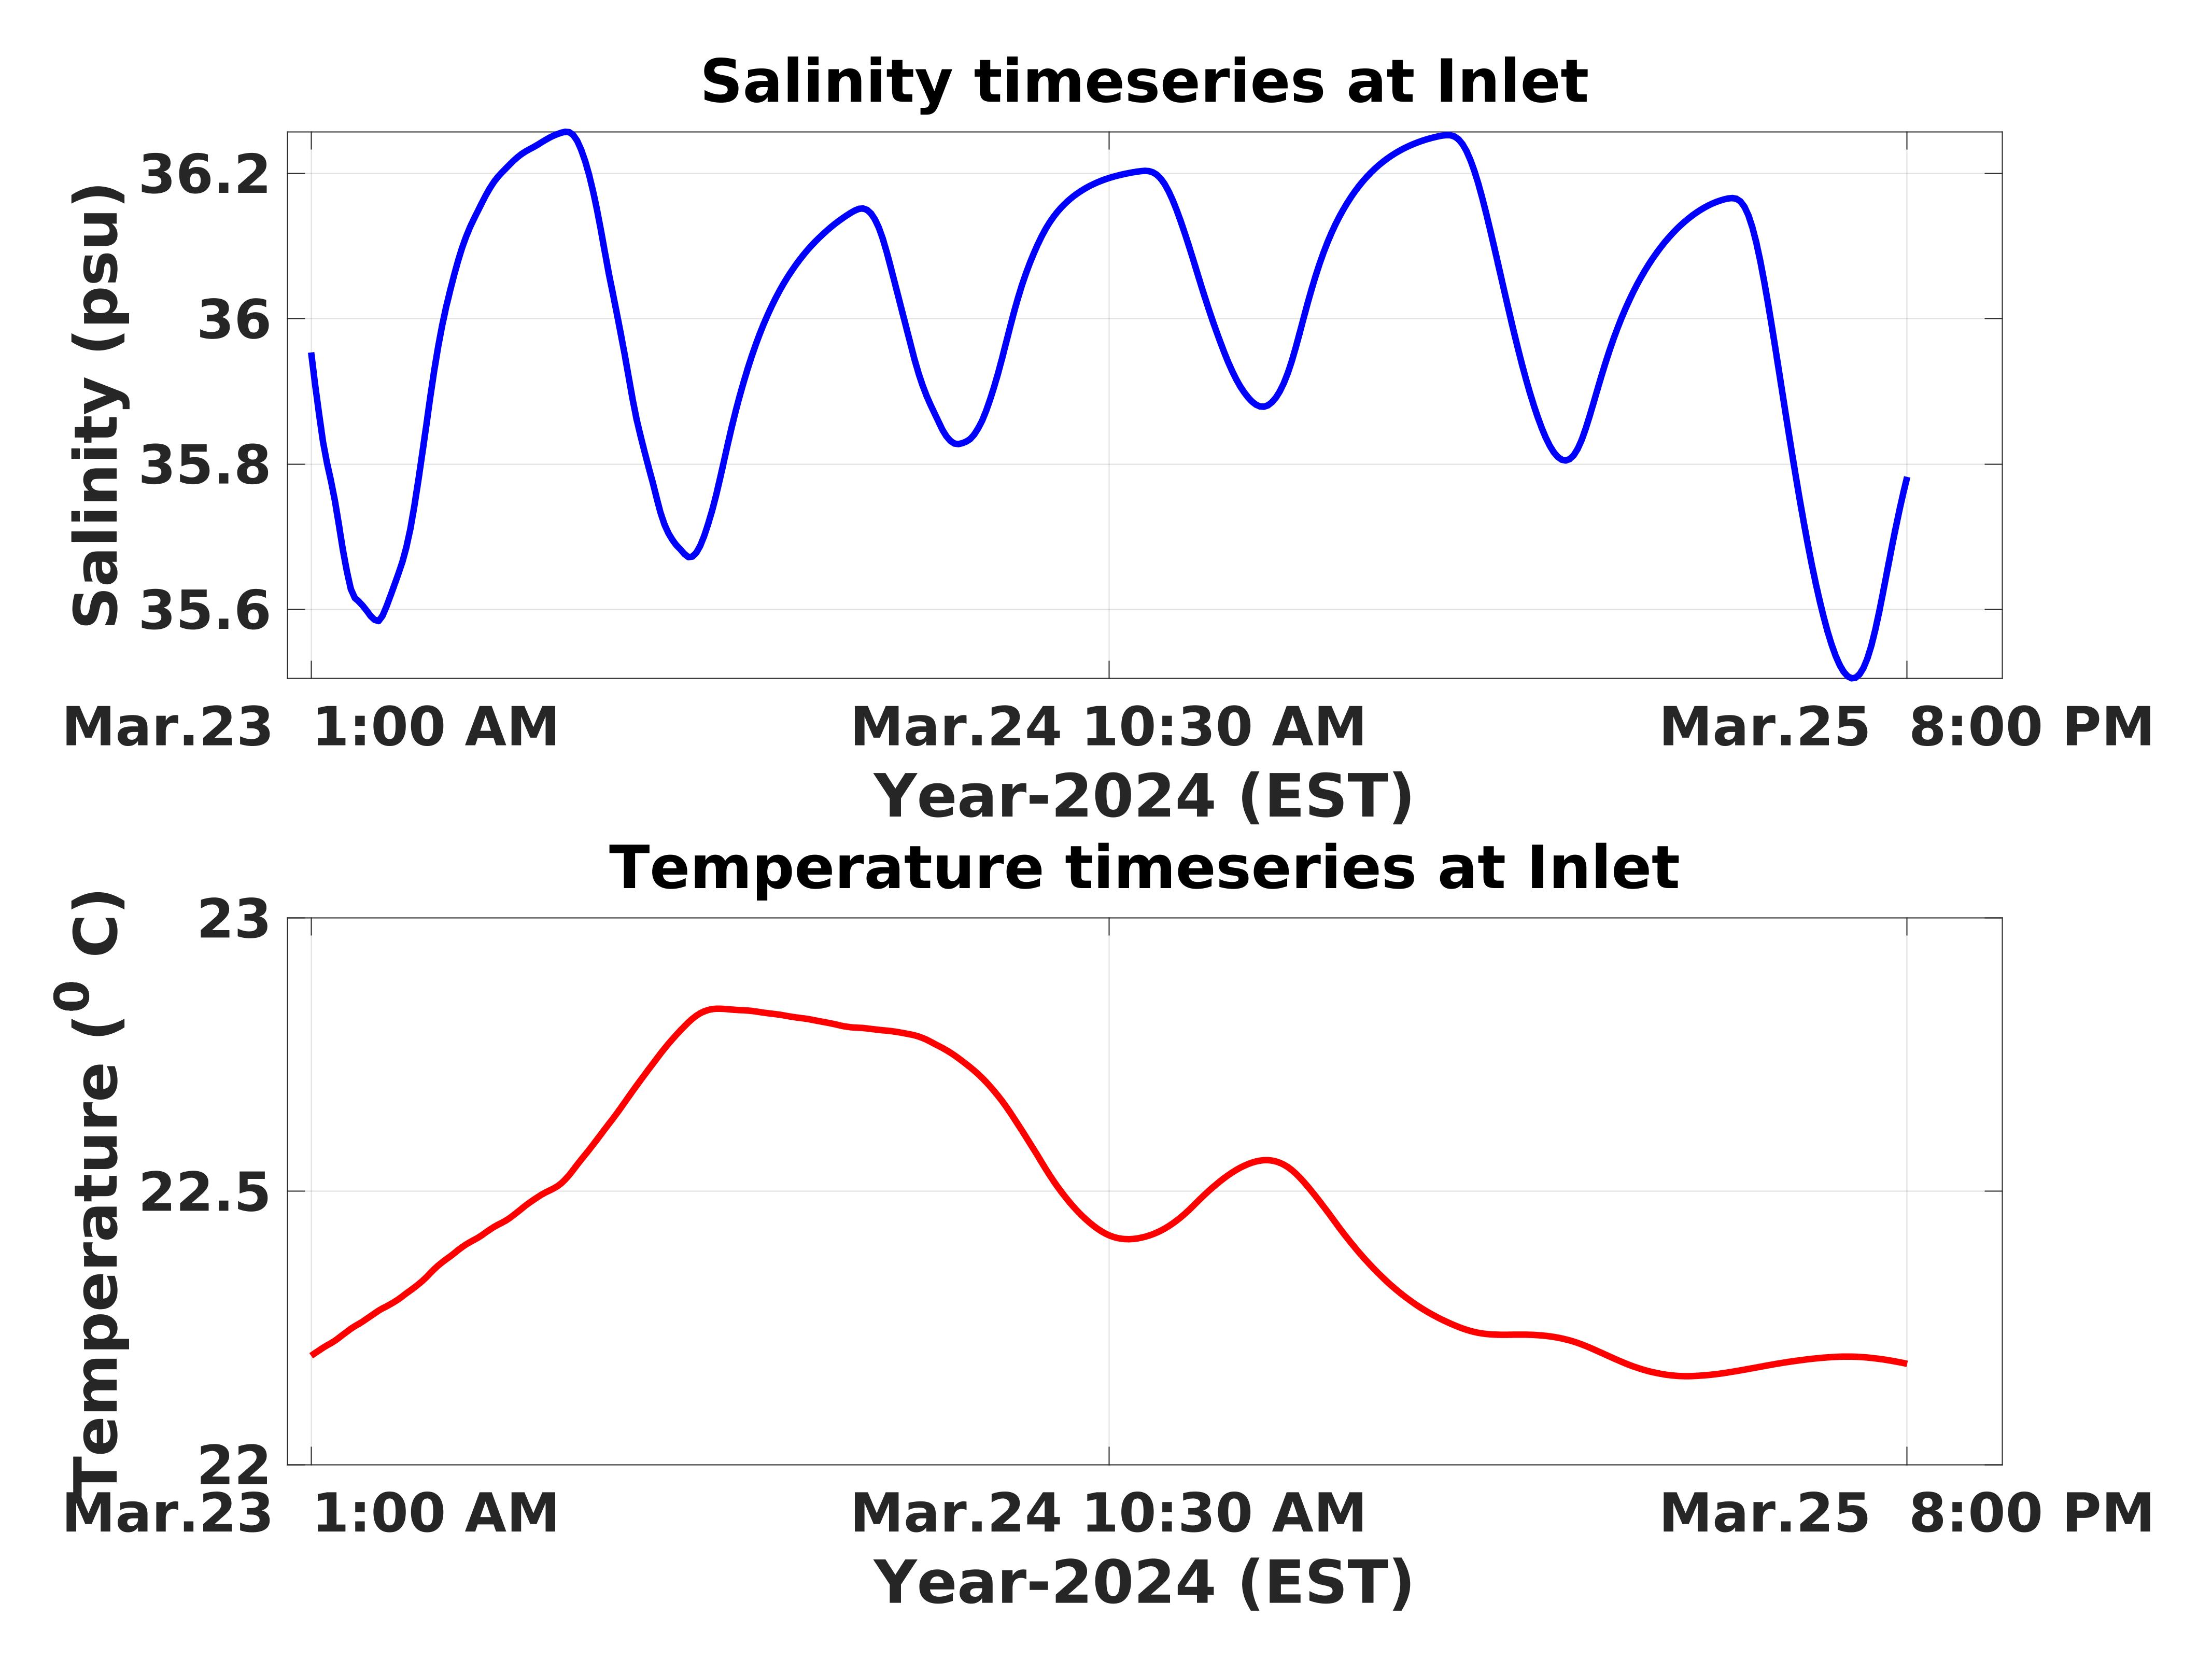 Salinity timeseries at Inlet
Salinity (psu)
36.2
36
35.8
35.6
Mar.23  1:00 AM
Mar.24 10:30 AM
Mar.25  8:00 PM
Year-2024 (EST)
Temperature timeseries at Inlet
Temperature (⁰ C)
23
22.5
22
Mar.23  1:00 AM
Mar.24 10:30 AM
Mar.25  8:00 PM
Year-2024 (EST)